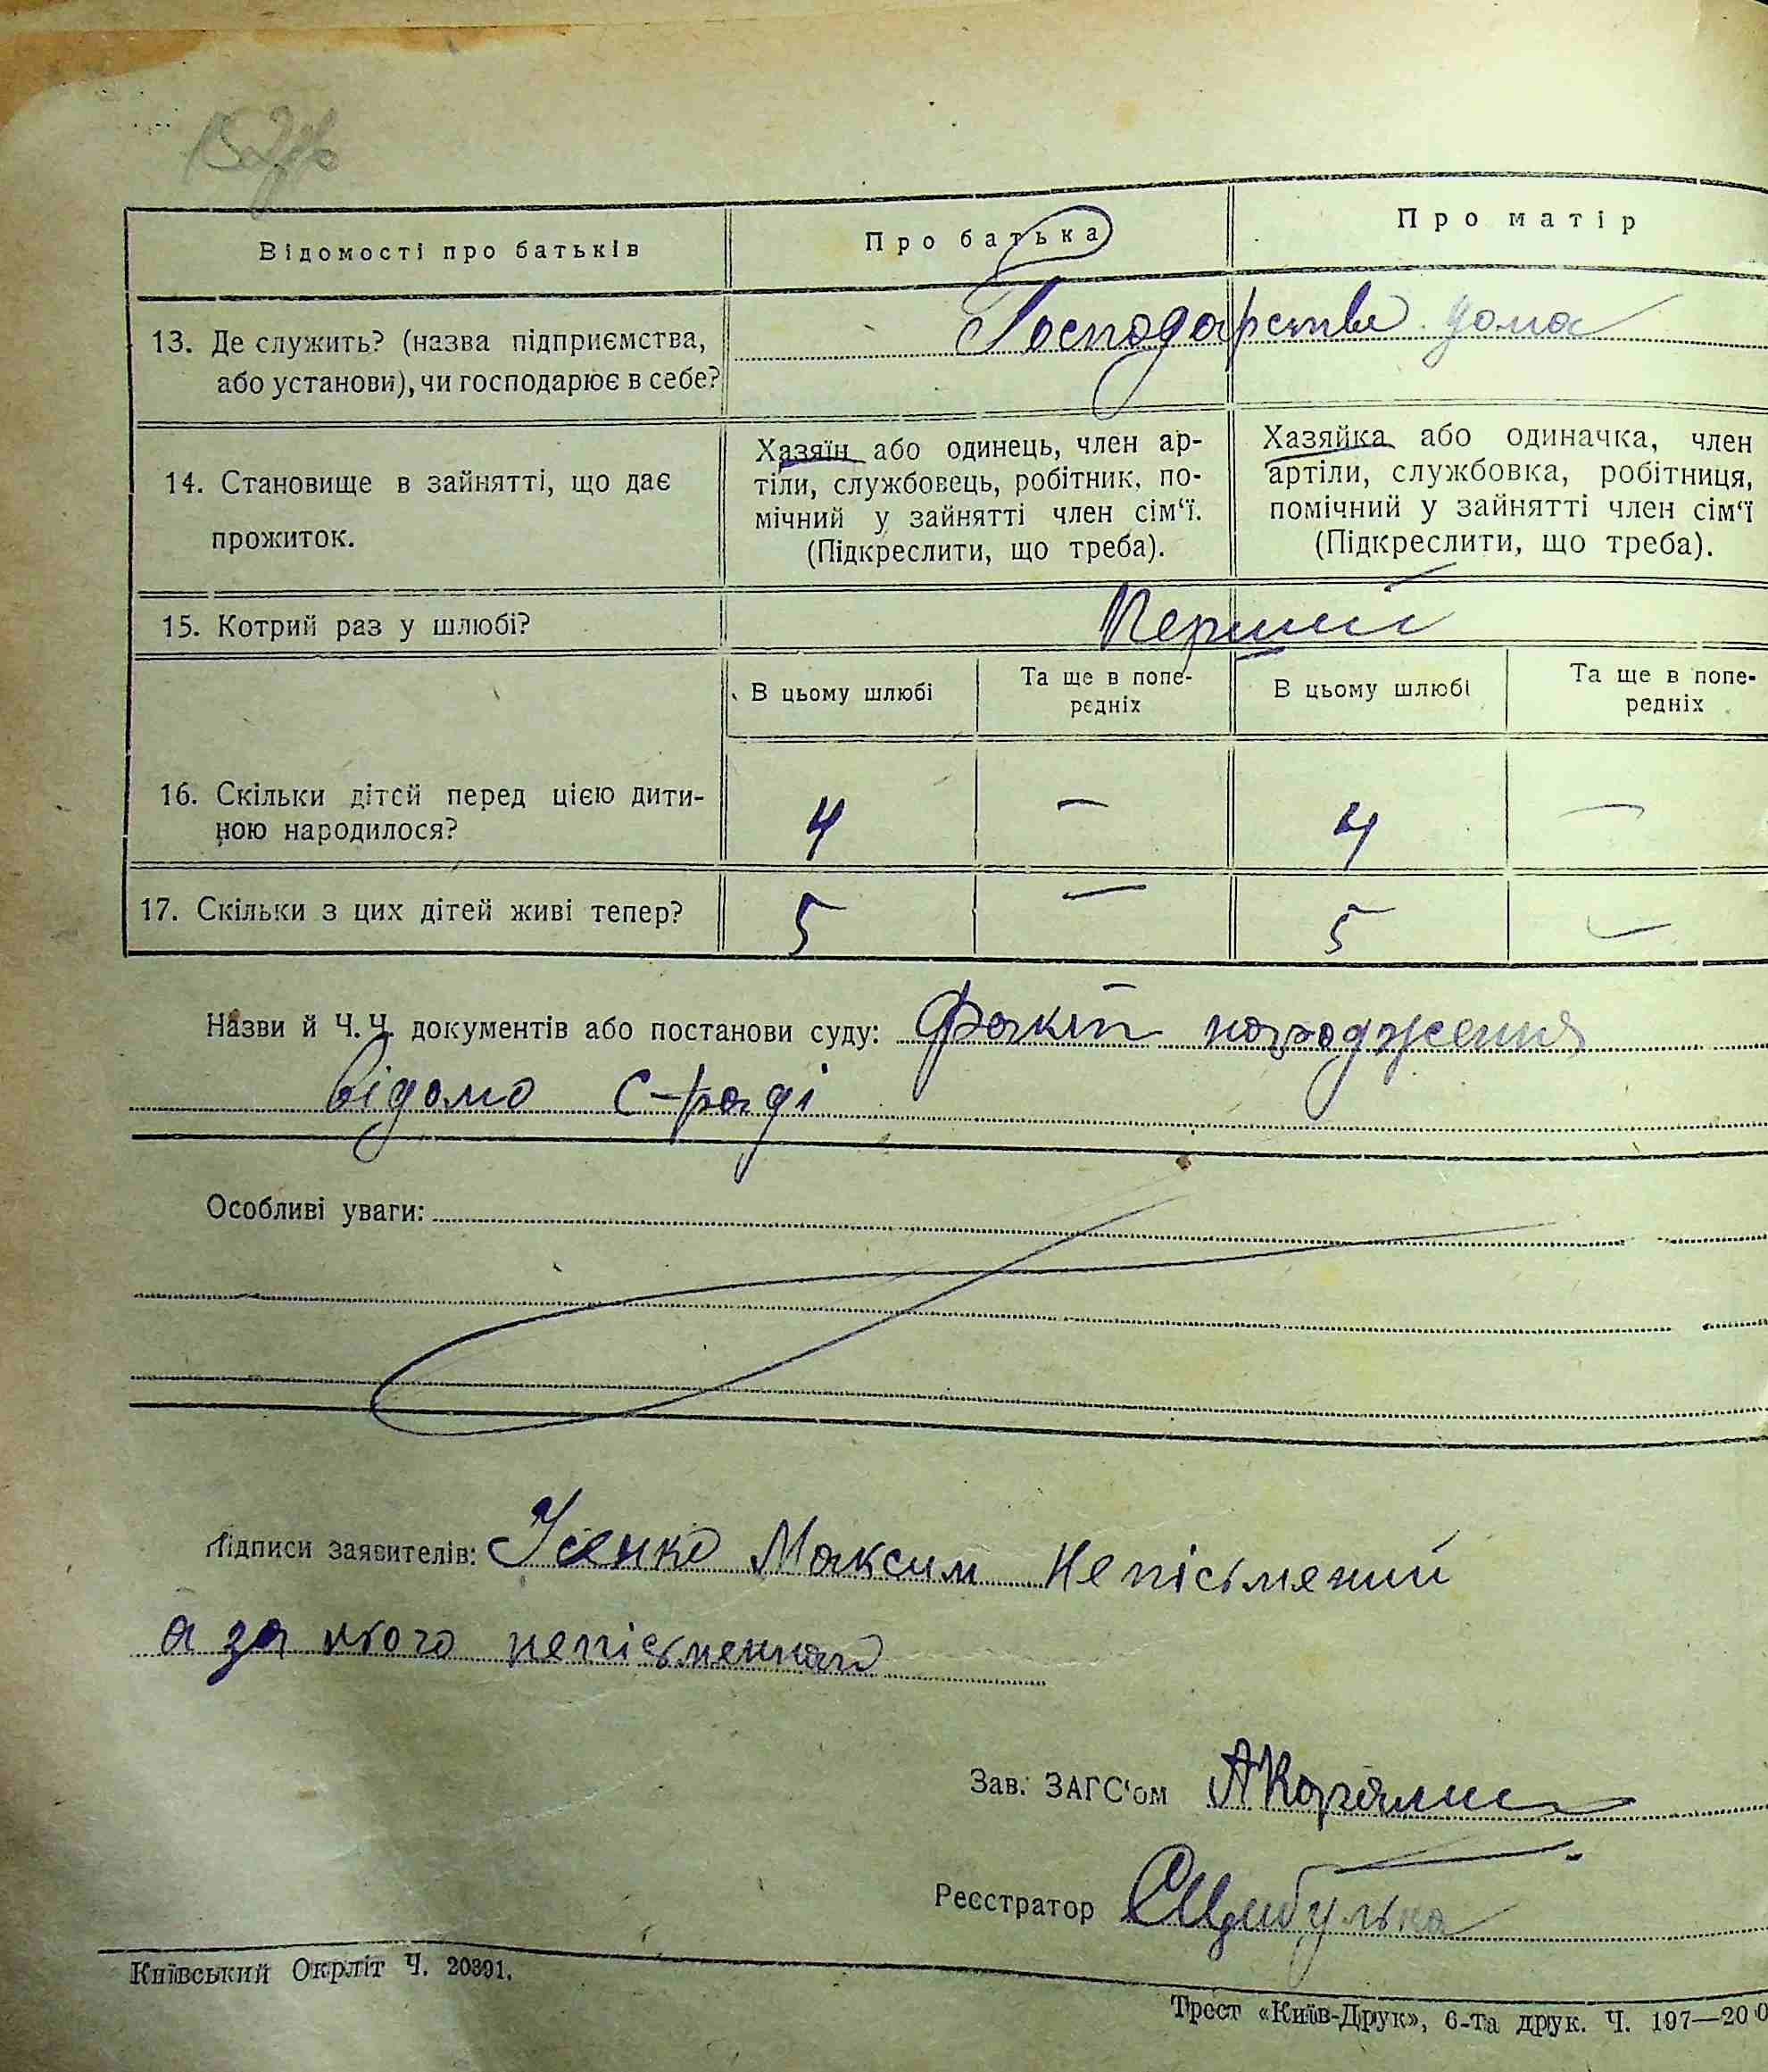 Відомості про батьків
Про батька
Про матір
13. Де служить? (назва підприємства,
або установи), чи господарює в себе?
Господарстве дома
14. Становище в зайнятті, що дає
прожиток.
Хазяїн або одинець, член ар-
тіли, службовець, робітник, по-
мічний у зайнятті член сім‘ї.
(Підкреслити, що треба).
Хазяйка або одиначка, член
артіли, службовка, робітниця,
помічний у зайнятті член сім‘ї
(Підкреслити, що треба).
15. Котрий раз у шлюбі?
Перший
В цьому шлюбі
Та ще в попе-
редніх
В цьому шлюбі
Та ще в попе-
редніх
16. Скільки дітей перед цією дити-
ною народилося?
4 — 4 —
17. Скільки з цих дітей живі тепер?
5 — 5 —
Назви й Ч.Ч. документів або постанови суду: Факт народження
відомо С-раді
Особливі уваги:
Підписи заявителів: Усенко Максим Непісьмений
а за його непісьменного
Зав. ЗАГС‘ом
Реєстратор Цибулька
Київський Окрліт Ч. 20391.
Трест «Київ-Друк», 6-та друк. Ч. 197—200